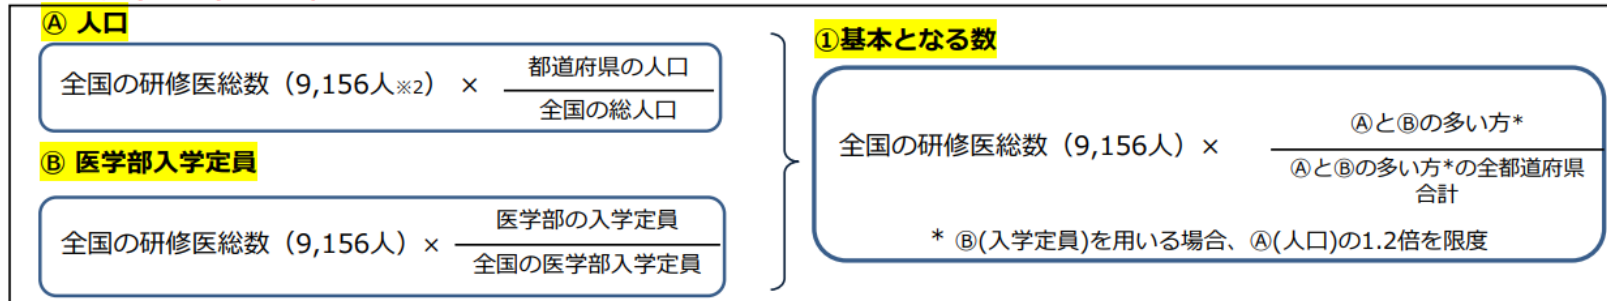 Ⓐ 人口
全国の研修医総数（9,156人※2） × 都道府県の人口
全国の総人口
Ⓑ 医学部入学定員
全国の研修医総数（9,156人）× 医学部の入学定員
全国の医学部入学定員
①基本となる数
全国の研修医総数（9,156人）× ⒶとⒷの多い方*
ⒶとⒷの多い方*の全都道府県
合計
* Ⓑ(入学定員)を用いる場合、Ⓐ(人口)の1.2倍を限度